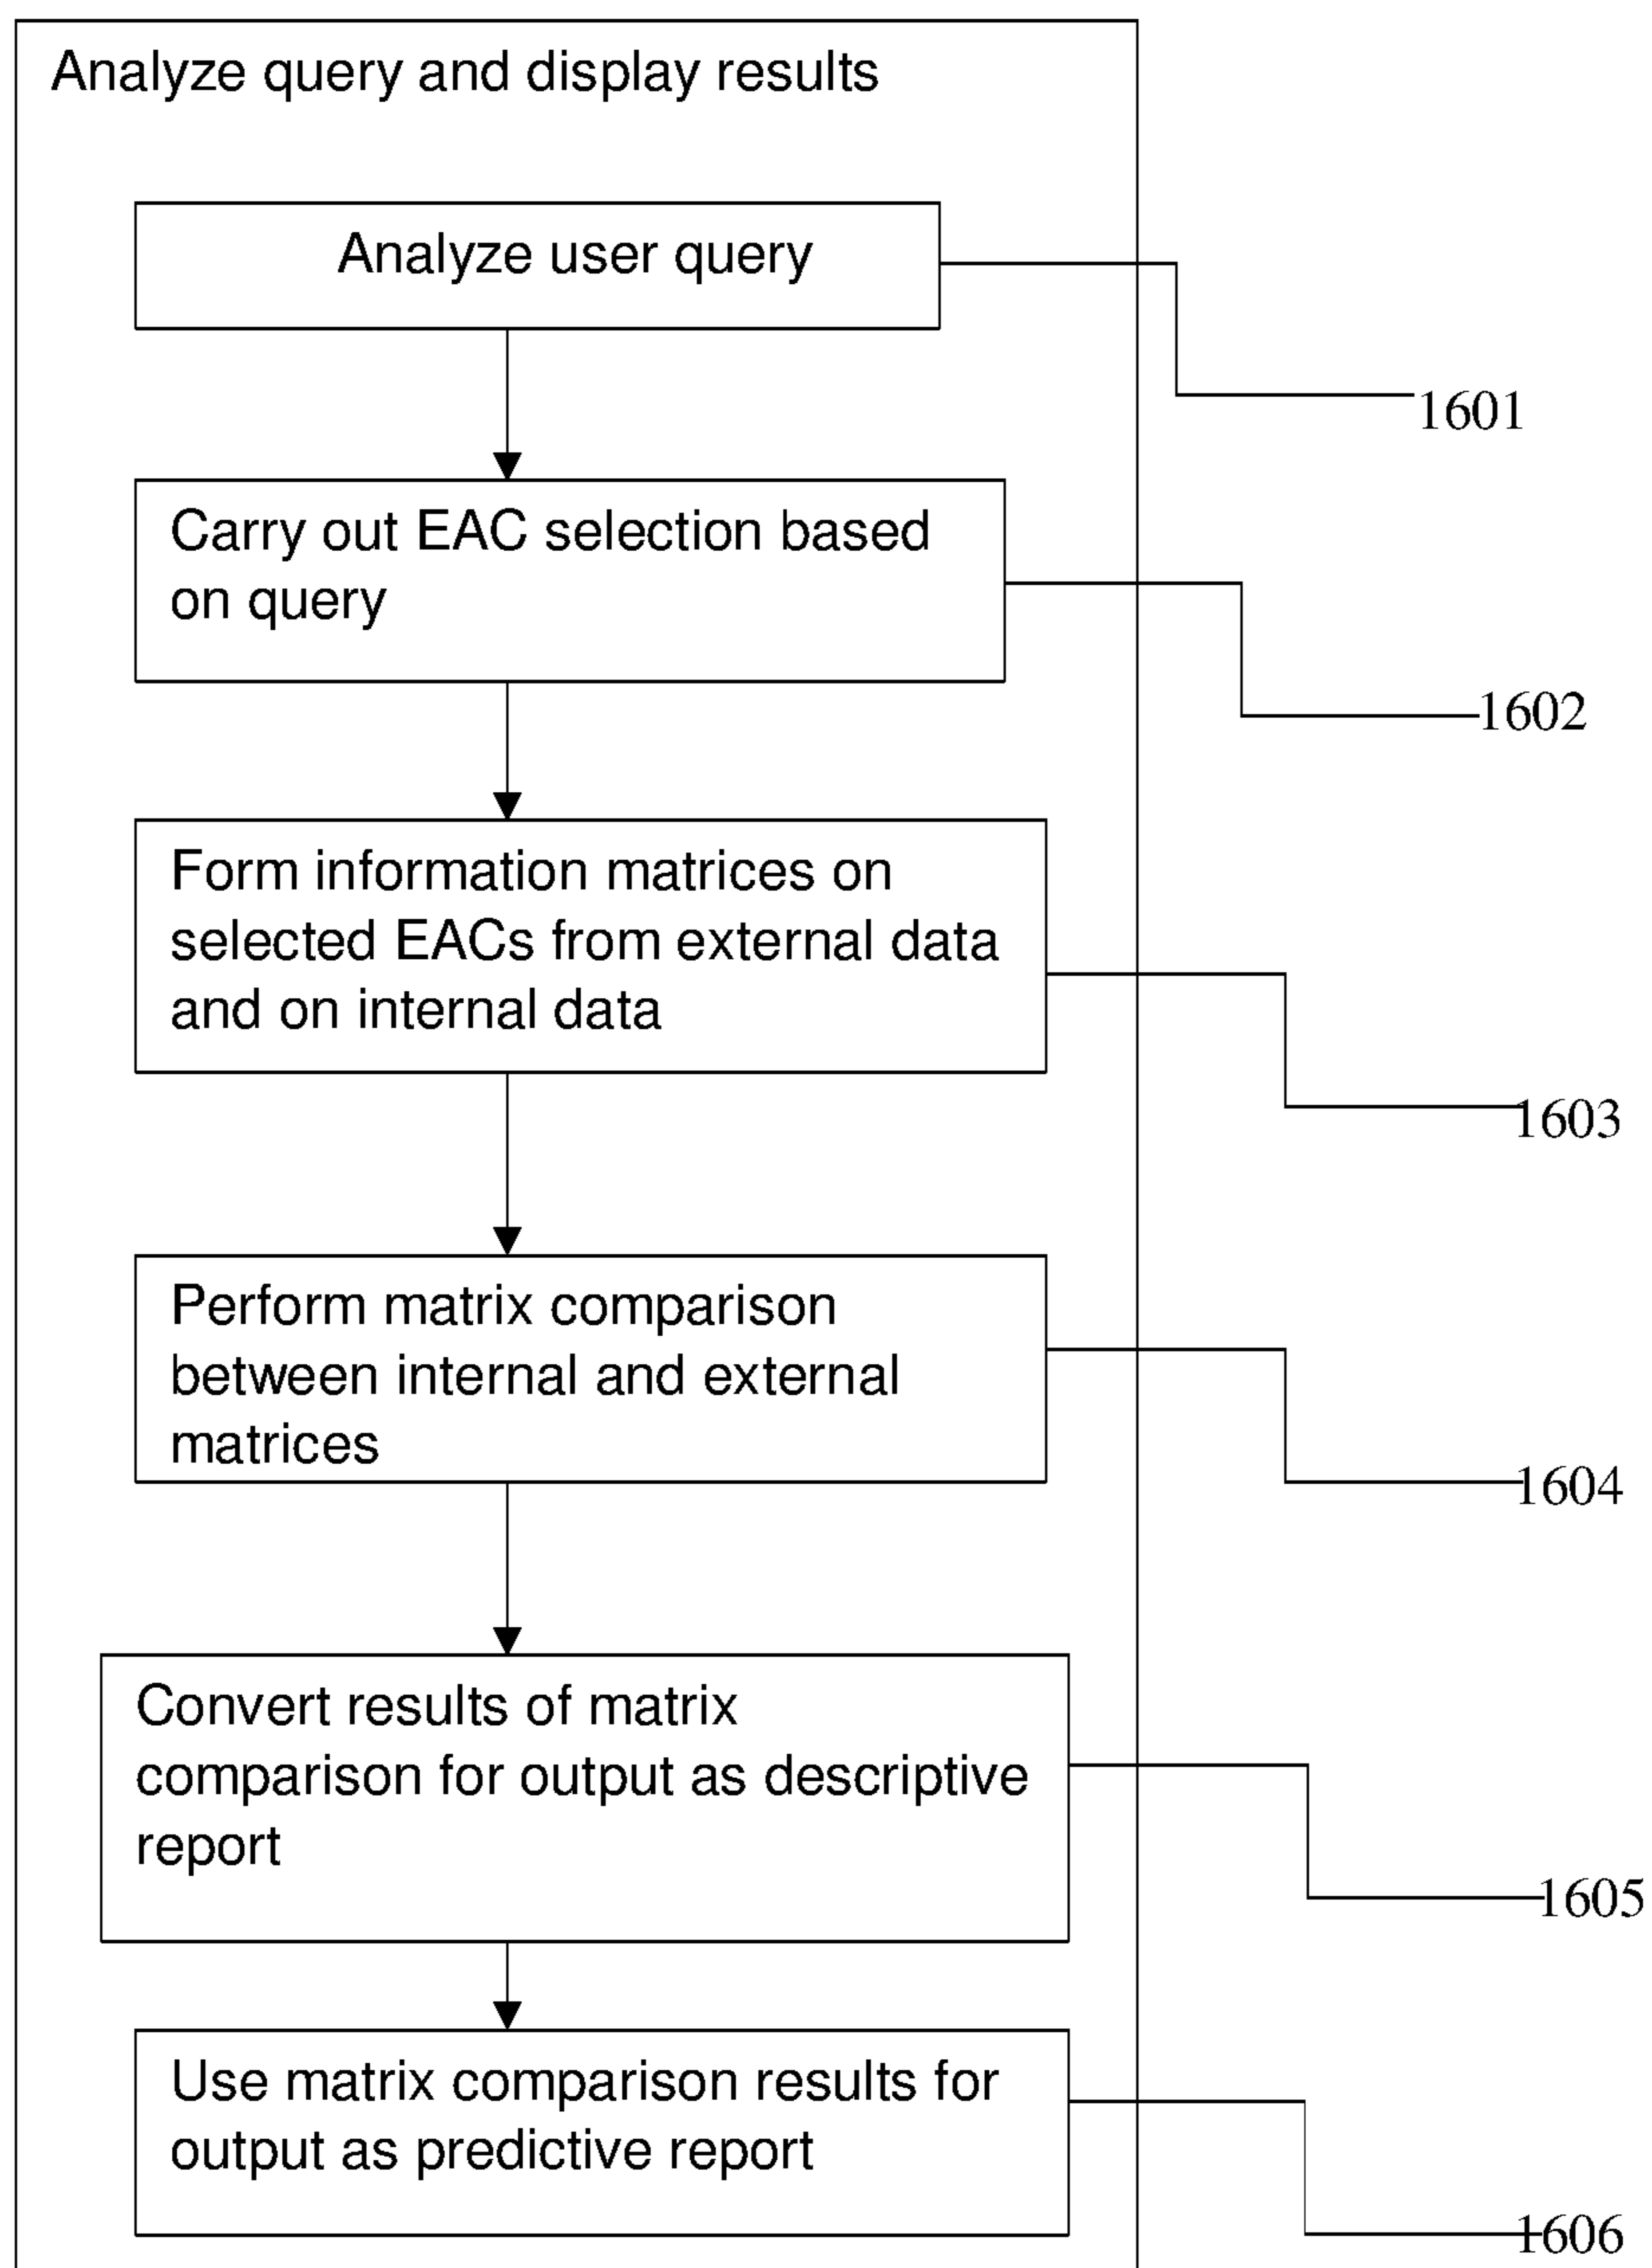 Analyze query and display results
Analyze user query
1601
Carry out EAC selection based
on query
1602
Form information matrices on
selected EACs from external data
and on internal data
1603
Perform matrix comparison
between internal and external
matrices
1604
Convert results of matrix
comparison for output as descriptive
report
1605
Use matrix comparison results for
output as predictive report
1606